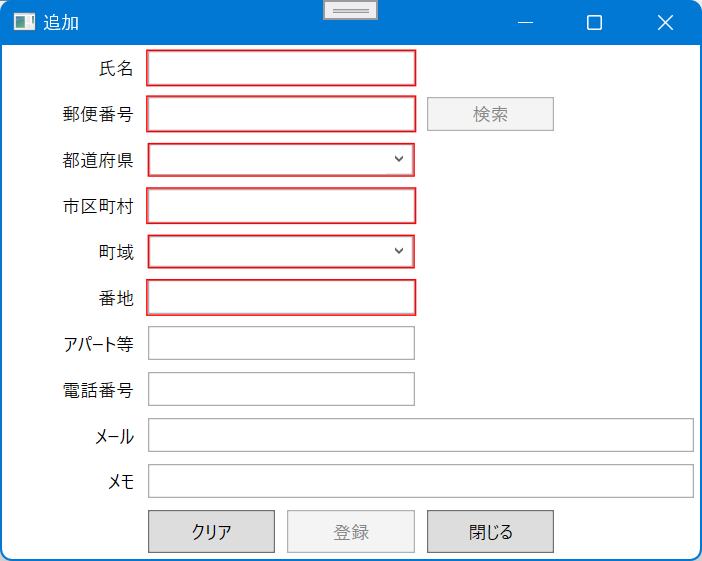 追加
氏名
郵便番号
検索
都道府県
市区町村
町域
番地
アパート等
電話番号
メール
メモ
クリア
登録
閉じる